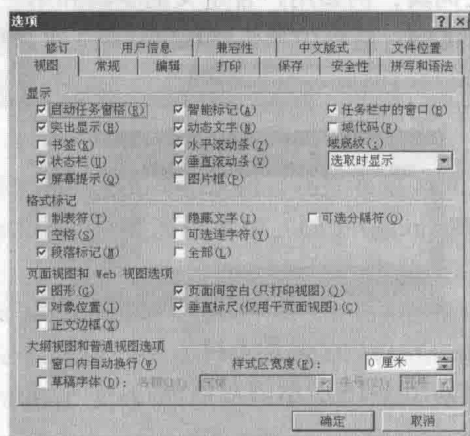 选项
修订 用户信息 兼容性 中文版式 文件位置
视图 常规 编辑 打印 保存 安全性 拼写和语法
显示
启动任务窗格(R) 智能标记(A) 任务栏中的窗口(B)
突出显示(H) 动态文字(N) 域代码(F)
书签(K) 水平滚动条(Z) 域底纹(;)
状态栏(U) 垂直滚动条(V) 选取时显示
屏幕提示(Q) 图片框(P)
格式标记
制表符(T) 隐藏文字(I) 可选分隔符(O)
空格(S) 可选连字符(Y)
段落标记(M) 全部(L)
页面视图和 Web 视图选项
图形(G) 页面间空白(只打印视图)(J)
对象位置(J) 垂直标尺(仅用于页面视图)(C)
正文边框(X)
大纲视图和普通视图选项
窗口内自动换行(W) 样式区宽度(E): 0 厘米
草稿字体(D): 宋体
确定 取消